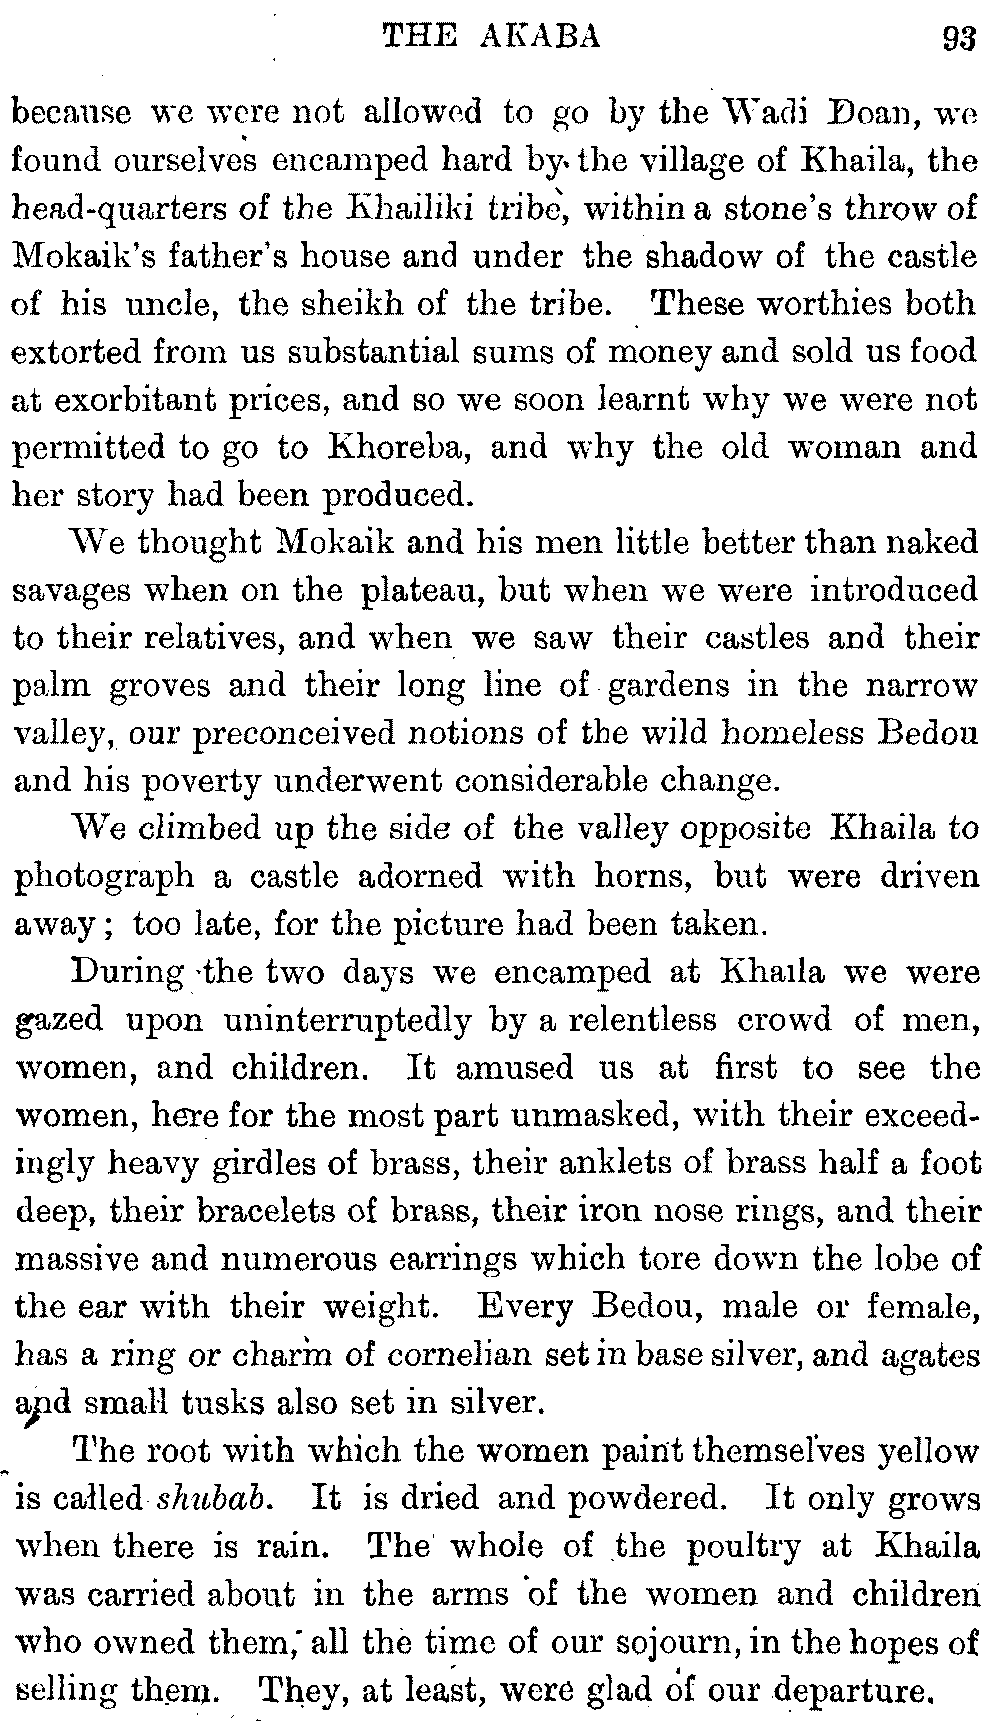 THE AKABA 93
because we were not allowed to go by the Wadi Doan, we
found ourselves encamped hard by the village of Khaila, the
head-quarters of the Khailiki tribe, within a stone's throw of
Mokaik's father's house and under the shadow of the castle
of his uncle, the sheikh of the tribe. These worthies both
extorted from us substantial sums of money and sold us food
at exorbitant prices, and so we soon learnt why we were not
permitted to go to Khoreba, and why the old woman and
her story had been produced.
We thought Mokaik and his men little better than naked
savages when on the plateau, but when we were introduced
to their relatives, and when we saw their castles and their
palm groves and their long line of gardens in the narrow
valley, our preconceived notions of the wild homeless Bedou
and his poverty underwent considerable change.
We climbed up the side of the valley opposite Khaila to
photograph a castle adorned with horns, but were driven
away; too late, for the picture had been taken.
During the two days we encamped at Khaila we were
gazed upon uninterruptedly by a relentless crowd of men,
women, and children. It amused us at first to see the
women, here for the most part unmasked, with their exceed-
ingly heavy girdles of brass, their anklets of brass half a foot
deep, their bracelets of brass, their iron nose rings, and their
massive and numerous earrings which tore down the lobe of
the ear with their weight. Every Bedou, male or female,
has a ring or charm of cornelian set in base silver, and agates
and small tusks also set in silver.
The root with which the women paint themselves yellow
is called shubab. It is dried and powdered. It only grows
when there is rain. The whole of the poultry at Khaila
was carried about in the arms of the women and children
who owned them, all the time of our sojourn, in the hopes of
selling them. They, at least, were glad of our departure.